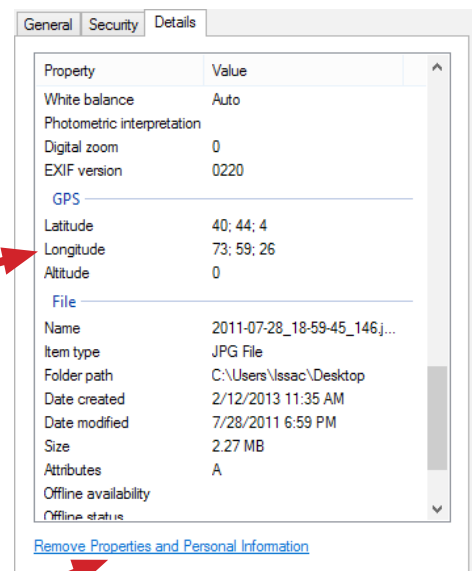 General Security Details
Property Value
White balance Auto
Photometric interpretation
Digital zoom 0
EXIF version 0220
GPS
Latitude 40; 44; 4
Longitude 73; 59; 26
Altitude 0
File
Name 2011-07-28_18-59-45_146.j...
Item type JPG File
Folder path C:\Users\Issac\Desktop
Date created 2/12/2013 11:35 AM
Date modified 7/28/2011 6:59 PM
Size 2.27 MB
Attributes A
Offline availability
Offline status
Remove Properties and Personal Information